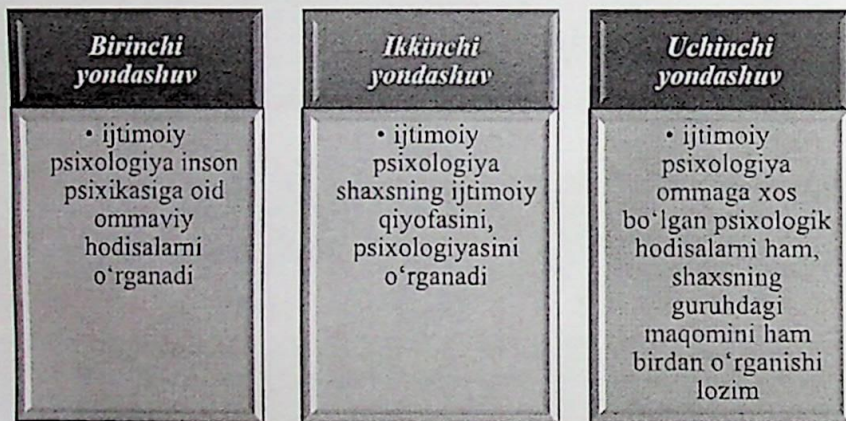 Birinchi
yondashuv
• ijtimoiy
psixologiya inson
psixikasiga oid
ommaviy
hodisalarni
o‘rganadi
Ikkinchi
yondashuv
• ijtimoiy
psixologiya
shaxsning ijtimoiy
qiyofasini,
psixologiyasini
o‘rganadi
Uchinchi
yondashuv
• ijtimoiy
psixologiya
ommaga xos
bo‘lgan psixologik
hodisalarni ham,
shaxsning
guruhdagi
maqomini ham
birdan o‘rganishi
lozim